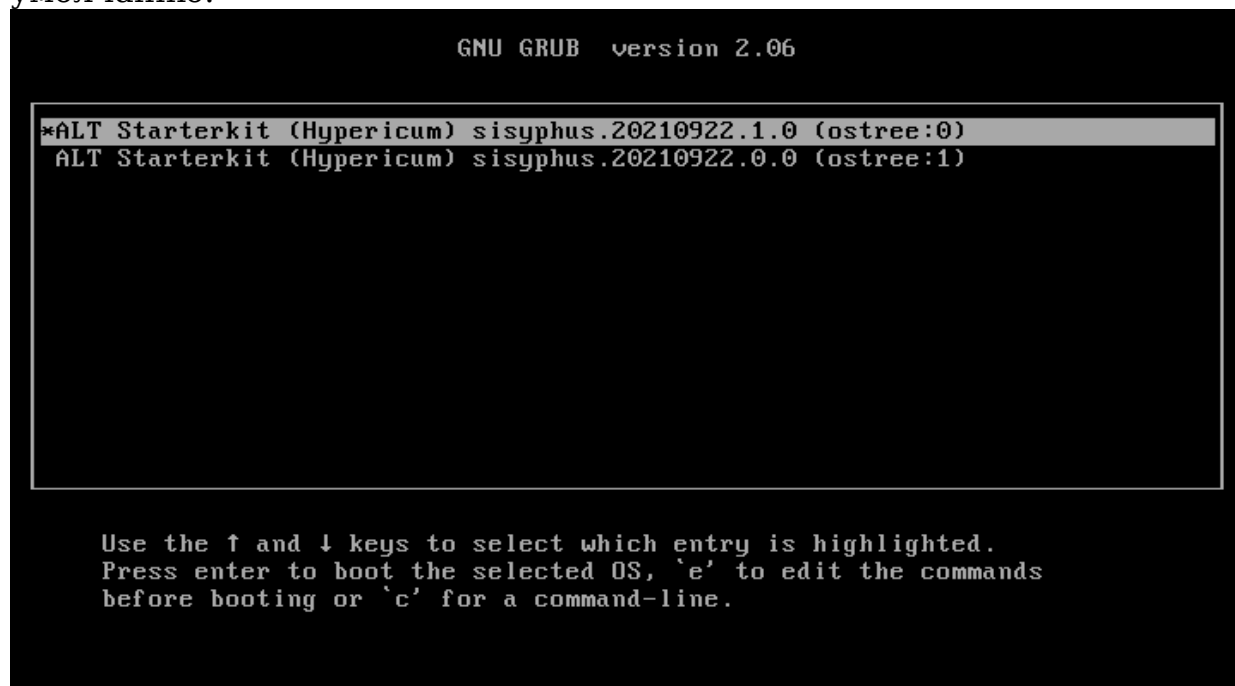 умолчанию.
GNU GRUB version 2.06
*ALT Starterkit (Hypericum) sisyphus.20210922.1.0 (ostree:0)
ALT Starterkit (Hypericum) sisyphus.20210922.0.0 (ostree:1)
Use the ↑ and ↓ keys to select which entry is highlighted.
Press enter to boot the selected OS, `e' to edit the commands
before booting or `c' for a command-line.